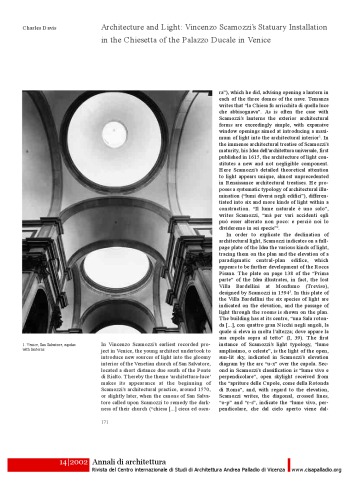 Charles Davis
Architecture and Light: Vincenzo Scamozzi's Statuary Installation
in the Chiesetta of the Palazzo Ducale in Venice
1. Venice, San Salvatore, cupolas
with lanterns.
In Vincenzo Scamozzi's earliest recorded pro-
ject in Venice, the young architect undertook to
introduce new sources of light into the gloomy
interior of the Venetian church of San Salvatore,
located a short distance due south of the Ponte
di Rialto. Thereby the theme 'architecture-luce'
makes its appearance at the beginning of
Scamozzi's architectural practice, around 1570,
or slightly later, when the canons of San Salva-
tore called upon Scamozzi to remedy the dark-
ness of their church ("chiesa [...] circa ed oscu-
ra"), which he did, advising opening a lantern in
each of the three domes of the nave. Temanza
writes that "la Chiesa fu arricchita di quella luce
che abbisognava". As is often the case with
Scamozzi's lanterns the exterior architectural
forms are exceedingly simple, with expansive
window openings aimed at introducing a maxi-
mum of light into the architectural interior. In
the immense architectural treatise of Scamozzi's
maturity, his Idea dell'architettura universale, first
published in 1615, the architecture of light con-
stitutes a new and not negligible component.
Here Scamozzi's detailed theoretical attention
to light appears unique, almost unprecedented
in Renaissance architectural treatises. He pro-
poses a systematic typology of architectural illu-
mination ("lumi diversi negli edifici"), differen-
tiated into six and more kinds of light within a
construction. "Il lume naturale è uno solo",
writes Scamozzi, "mà per vari accidenti egli
può esser alterato non poco: e perciò noi lo
divideremo in sei specie".
In order to explicate the declination of
architectural light, Scamozzi indicates on a full-
page plate of the Idea the various kinds of light,
tracing them on the plan and the elevation of a
paradigmatic central-plan edifice, which
appears to be further development of the Rocca
Pisana. The plate on page 138 of the "Prima
parte" of the Idea illustrates, in fact, the lost
Villa Bardellini at Monfumo (Treviso),
designed by Scamozzi in 1594. In this plate of
the Villa Bardellini the six species of light are
indicated on the elevation, and the passage of
light through the rooms is shown on the plan.
The building has at its centre, "una Sala roton-
da [...], con quattro gran Nicchi negli angoli, la
quale si eleva in molta l'altezza; dove appare la
sua cupola sopra al tetto" (I, 39). The first
instance of Scamozzi's light typology, "lume
amplissimo, o celeste", is the light of the open,
sun-lit sky, indicated in Scamozzi's elevation
diagram by the arc "u-x" over the cupola. Sec-
ond in Scamozzi's classification is "lume vivo e
perpendicolare", open skylight received from
the "apriture delle Cupole, come della Rotonda
di Roma", and, with regard to the elevation,
Scamozzi writes, the diagonal, crossed lines,
"u-p" and "r-s", indicate the "lume vivo, per-
pendicolare, che dal cielo aperto viene dal-
171
14|2002 Annali di architettura
Rivista del Centro internazionale di Studi di Architettura Andrea Palladio di Vicenza www.cisapalladio.org